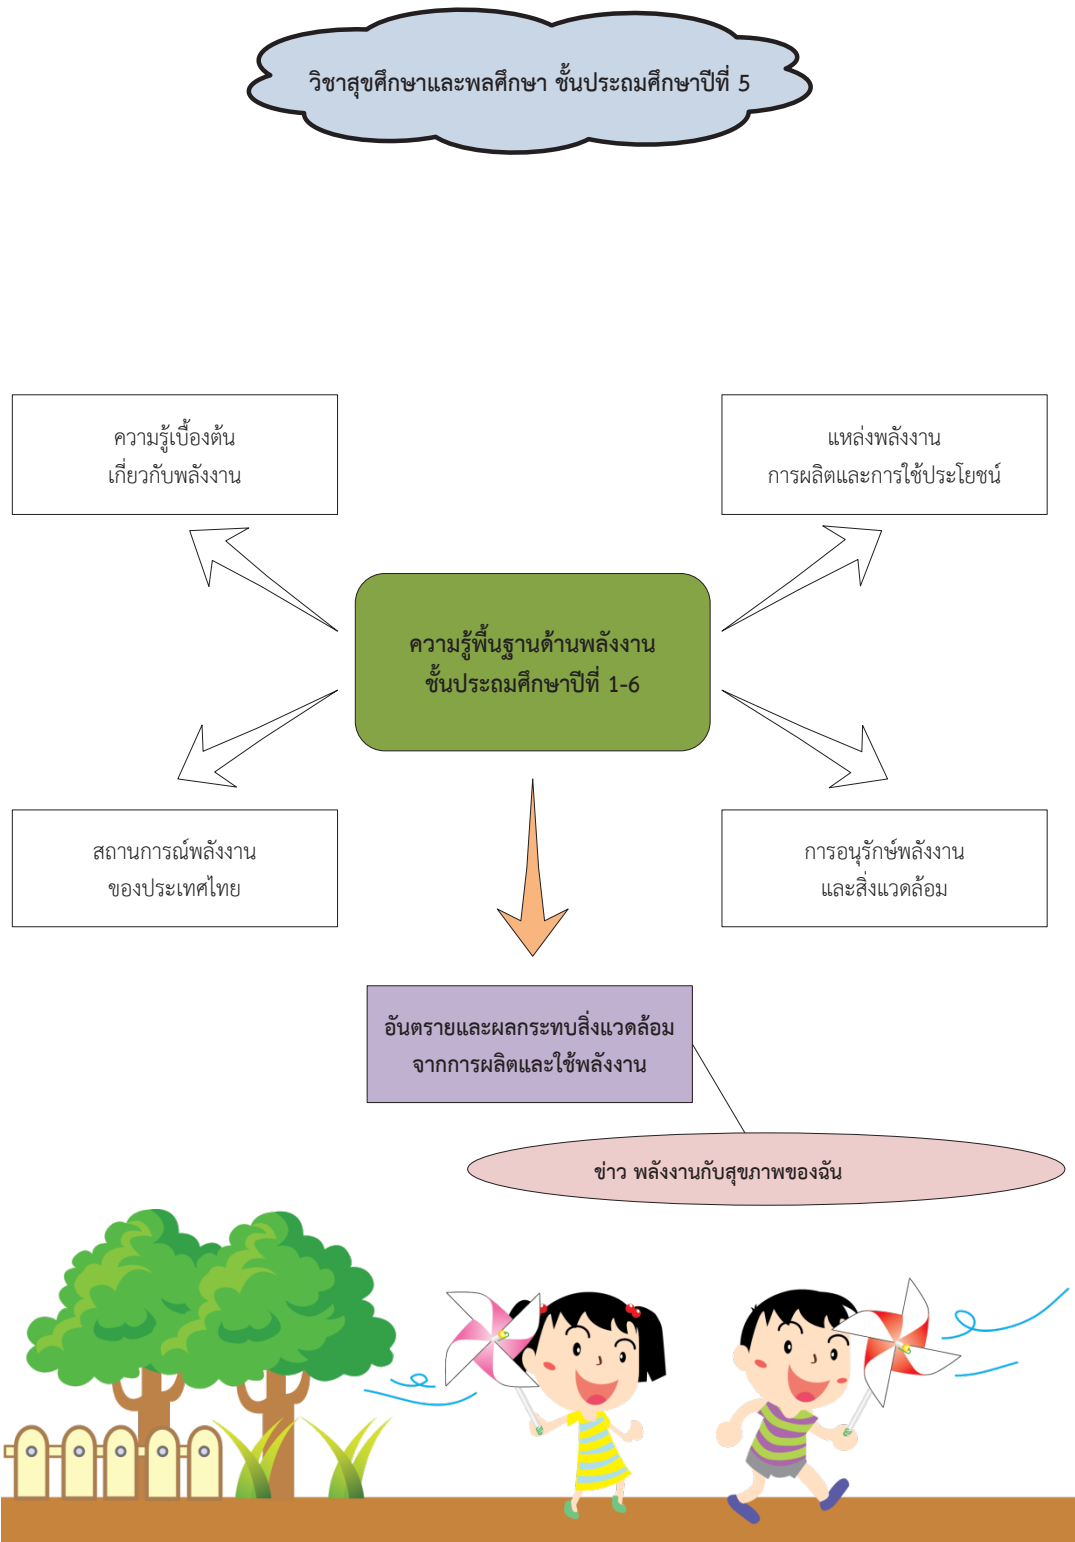 วิชาสุขศึกษาและพลศึกษา ชั้นประถมศึกษาปีที่ 5
ความรู้เบื้องต้น
เกี่ยวกับพลังงาน
แหล่งพลังงาน
การผลิตและการใช้ประโยชน์
ความรู้พื้นฐานด้านพลังงาน
ชั้นประถมศึกษาปีที่ 1-6
สถานการณ์พลังงาน
ของประเทศไทย
การอนุรักษ์พลังงาน
และสิ่งแวดล้อม
อันตรายและผลกระทบสิ่งแวดล้อม
จากการผลิตและใช้พลังงาน
ข่าว พลังงานกับสุขภาพของฉัน